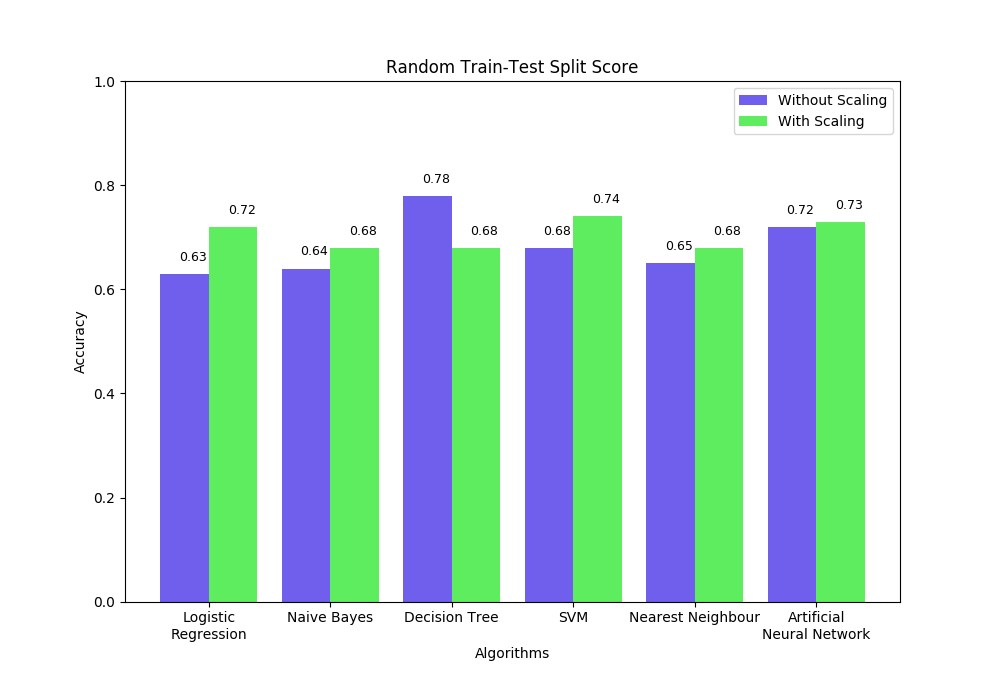 Random Train-Test Split Score
Without Scaling
With Scaling
1.0
0.8
0.6
0.4
0.2
0.0
Accuracy
0.63
0.72
0.64
0.68
0.78
0.68
0.68
0.74
0.65
0.68
0.72
0.73
Logistic
Regression
Naive Bayes
Decision Tree
SVM
Nearest Neighbour
Artificial
Neural Network
Algorithms